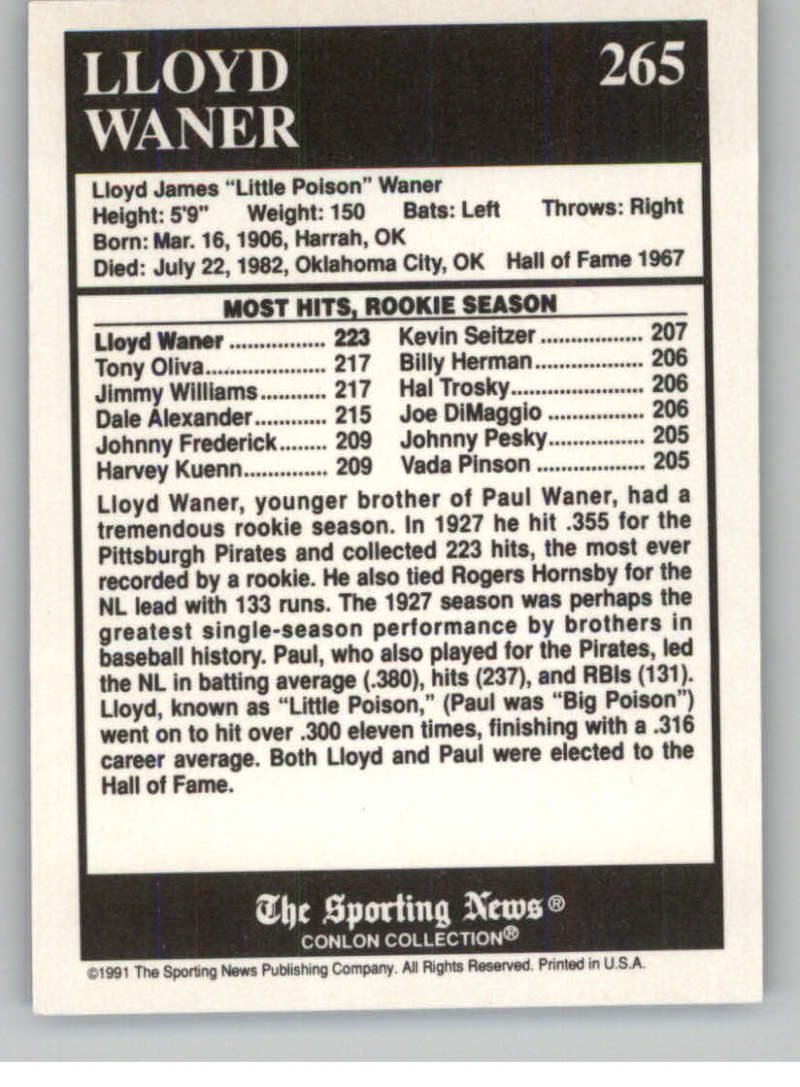 LLOYD
WANER
265
Lloyd James “Little Poison” Waner
Height: 5'9" Weight: 150 Bats: Left Throws: Right
Born: Mar. 16, 1906, Harrah, OK
Died: July 22, 1982, Oklahoma City, OK Hall of Fame 1967
MOST HITS, ROOKIE SEASON
Lloyd Waner ................ 223 Kevin Seitzer ................. 207
Tony Oliva.................... 217 Billy Herman.................. 206
Jimmy Williams........... 217 Hal Trosky...................... 206
Dale Alexander............ 215 Joe DiMaggio ................ 206
Johnny Frederick........ 209 Johnny Pesky................ 205
Harvey Kuenn.............. 209 Vada Pinson .................. 205
Lloyd Waner, younger brother of Paul Waner, had a
tremendous rookie season. In 1927 he hit .355 for the
Pittsburgh Pirates and collected 223 hits, the most ever
recorded by a rookie. He also tied Rogers Hornsby for the
NL lead with 133 runs. The 1927 season was perhaps the
greatest single-season performance by brothers in
baseball history. Paul, who also played for the Pirates, led
the NL in batting average (.380), hits (237), and RBIs (131).
Lloyd, known as “Little Poison,” (Paul was “Big Poison”)
went on to hit over .300 eleven times, finishing with a .316
career average. Both Lloyd and Paul were elected to the
Hall of Fame.
The Sporting News®
CONLON COLLECTION®
©1991 The Sporting News Publishing Company. All Rights Reserved. Printed in U.S.A.